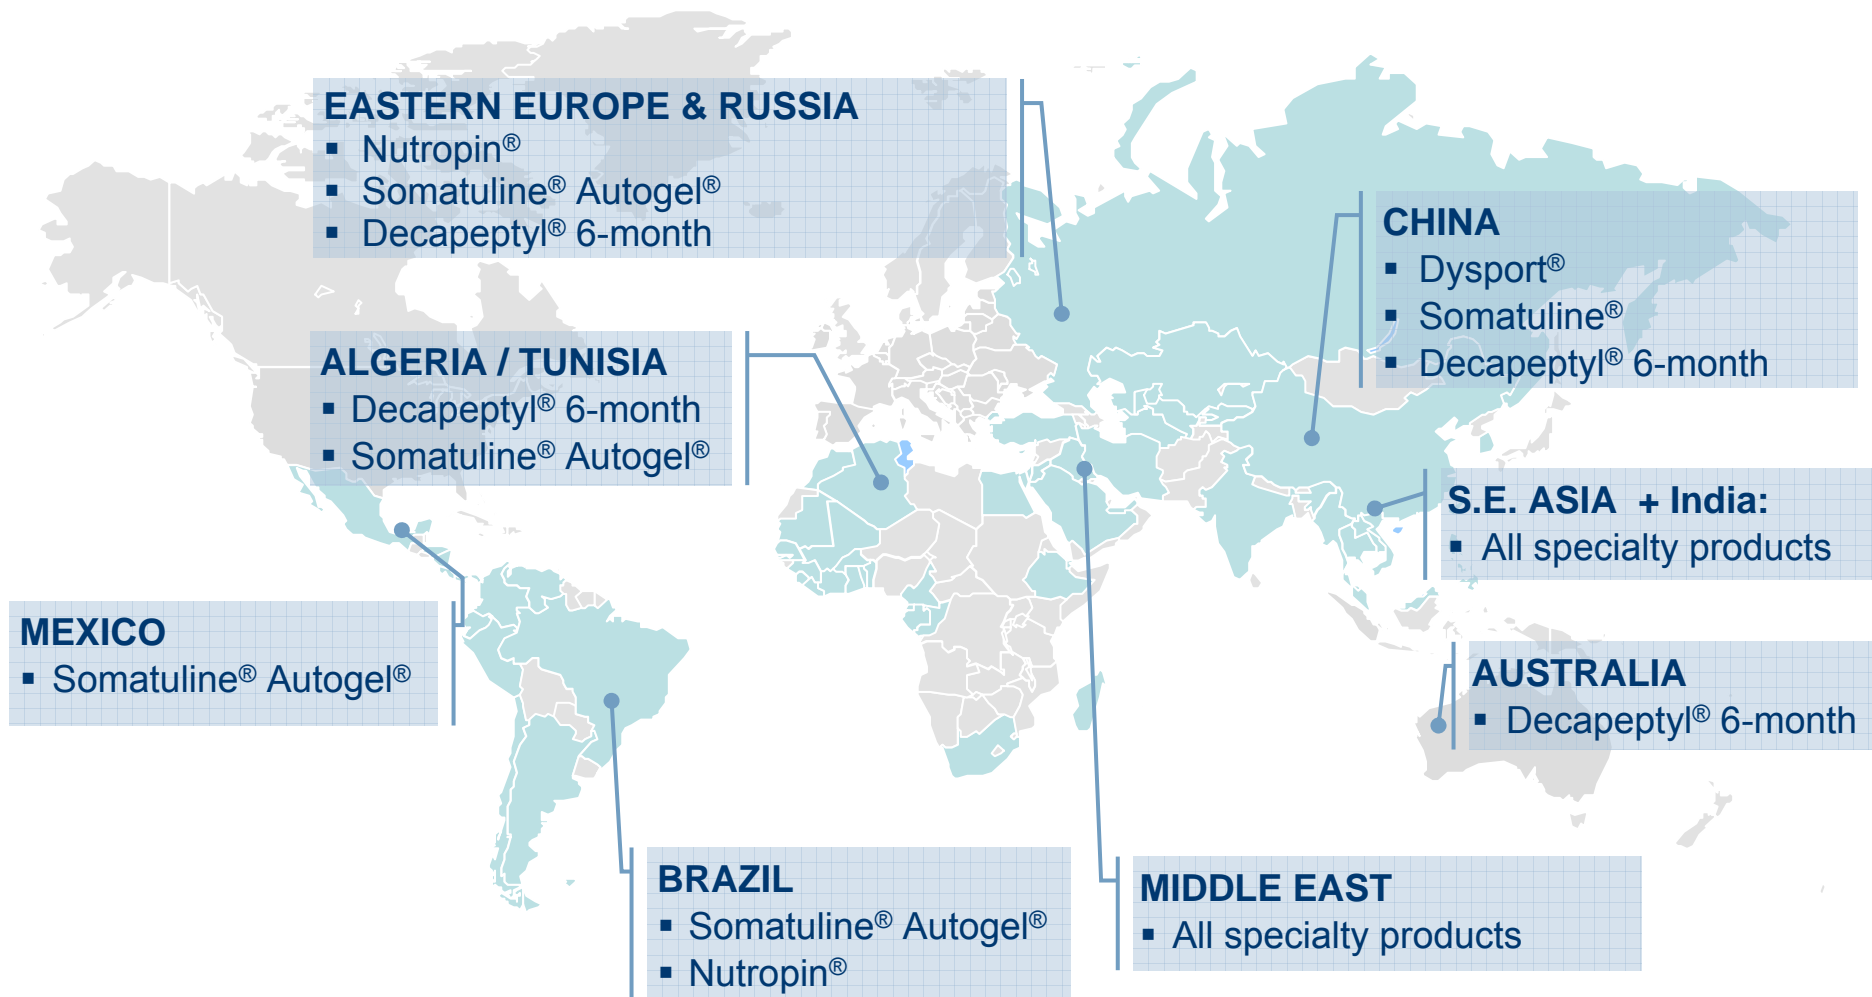 EASTERN EUROPE & RUSSIA
▪ Nutropin®
▪ Somatuline® Autogel®
▪ Decapeptyl® 6-month
CHINA
▪ Dysport®
▪ Somatuline®
▪ Decapeptyl® 6-month
ALGERIA / TUNISIA
▪ Decapeptyl® 6-month
▪ Somatuline® Autogel®
S.E. ASIA + India:
▪ All specialty products
MEXICO
▪ Somatuline® Autogel®
AUSTRALIA
▪ Decapeptyl® 6-month
BRAZIL
▪ Somatuline® Autogel®
▪ Nutropin®
MIDDLE EAST
▪ All specialty products